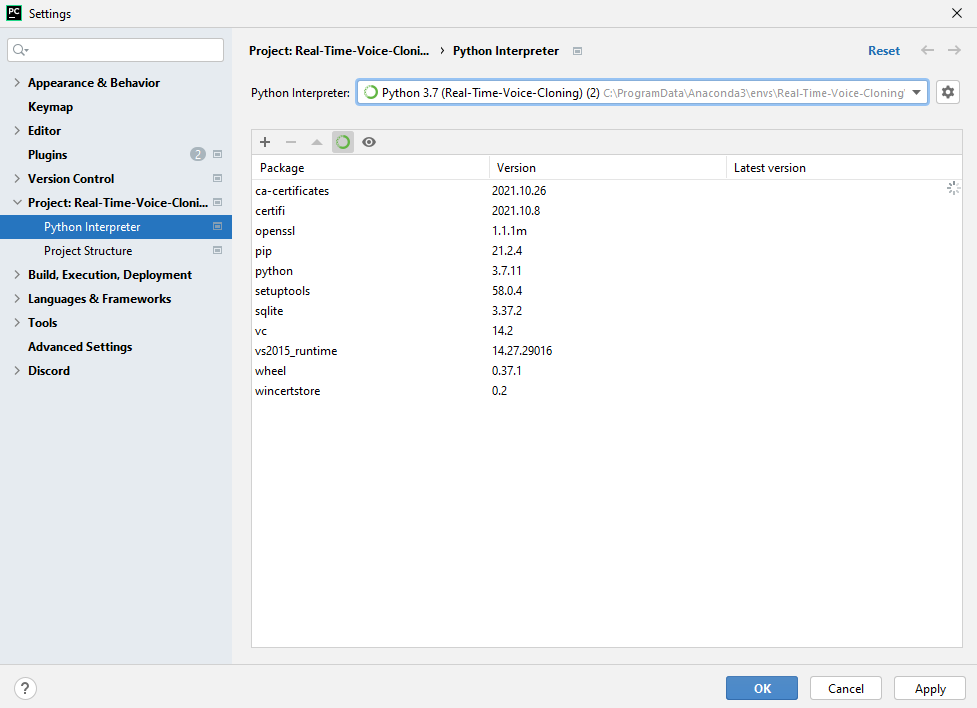 PC Settings
Project: Real-Time-Voice-Cloni... › Python Interpreter Reset
Python Interpreter: Python 3.7 (Real-Time-Voice-Cloning) (2) C:\ProgramData\Anaconda3\envs\Real-Time-Voice-Cloning\
Appearance & Behavior
Keymap
Editor
Plugins 2
Version Control
Project: Real-Time-Voice-Cloni...
Python Interpreter
Project Structure
Build, Execution, Deployment
Languages & Frameworks
Tools
Advanced Settings
Discord
Package Version Latest version
ca-certificates 2021.10.26
certifi 2021.10.8
openssl 1.1.1m
pip 21.2.4
python 3.7.11
setuptools 58.0.4
sqlite 3.37.2
vc 14.2
vs2015_runtime 14.27.29016
wheel 0.37.1
wincertstore 0.2
? OK Cancel Apply